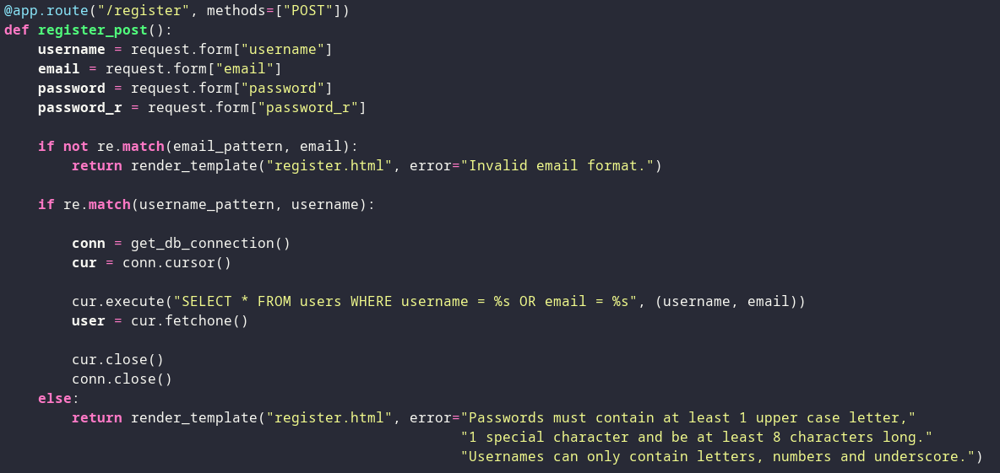 @app.route("/register", methods=["POST"])
def register_post():
    username = request.form["username"]
    email = request.form["email"]
    password = request.form["password"]
    password_r = request.form["password_r"]

    if not re.match(email_pattern, email):
        return render_template("register.html", error="Invalid email format.")

    if re.match(username_pattern, username):

        conn = get_db_connection()
        cur = conn.cursor()

        cur.execute("SELECT * FROM users WHERE username = %s OR email = %s", (username, email))
        user = cur.fetchone()

        cur.close()
        conn.close()
    else:
        return render_template("register.html", error="Passwords must contain at least 1 upper case letter,"
                                                      "1 special character and be at least 8 characters long."
                                                      "Usernames can only contain letters, numbers and underscore.")